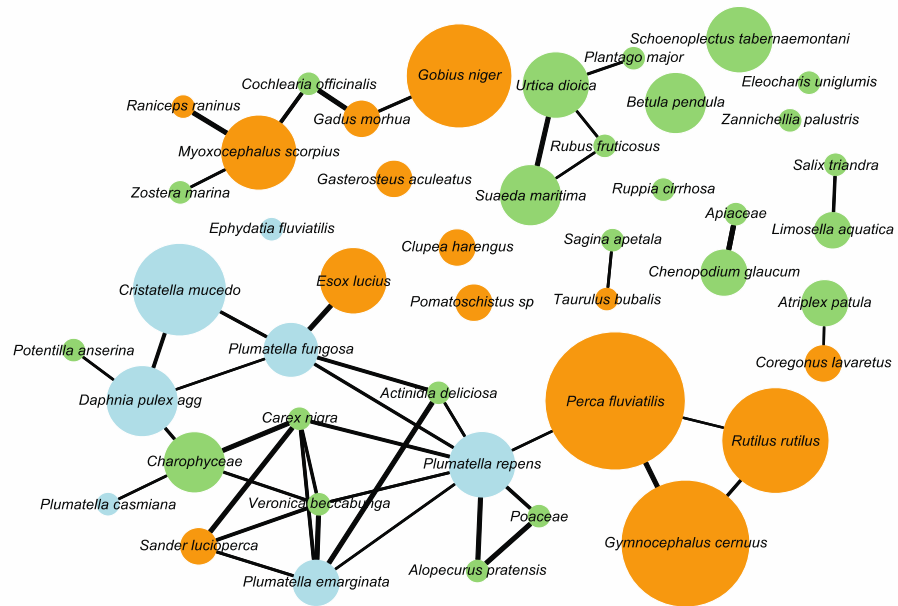 Schoenoplectus tabernaemontani
Plantago major
Gobius niger
Cochlearia officinalis
Urtica dioica
Eleocharis uniglumis
Raniceps raninus
Betula pendula
Gadus morhua
Zannichellia palustris
Myoxocephalus scorpius
Rubus fruticosus
Salix triandra
Gasterosteus aculeatus
Zostera marina
Suaeda maritima
Ruppia cirrhosa
Apiaceae
Ephydatia fluviatilis
Limosella aquatica
Clupea harengus
Sagina apetala
Chenopodium glaucum
Esox lucius
Cristatella mucedo
Pomatoschistus sp
Taurulus bubalis
Atriplex patula
Potentilla anserina
Plumatella fungosa
Coregonus lavaretus
Actinidia deliciosa
Daphnia pulex agg
Perca fluviatilis
Carex nigra
Rutilus rutilus
Charophyceae
Plumatella repens
Plumatella casmiana
Veronica beccabunga
Poaceae
Sander lucioperca
Gymnocephalus cernuus
Alopecurus pratensis
Plumatella emarginata